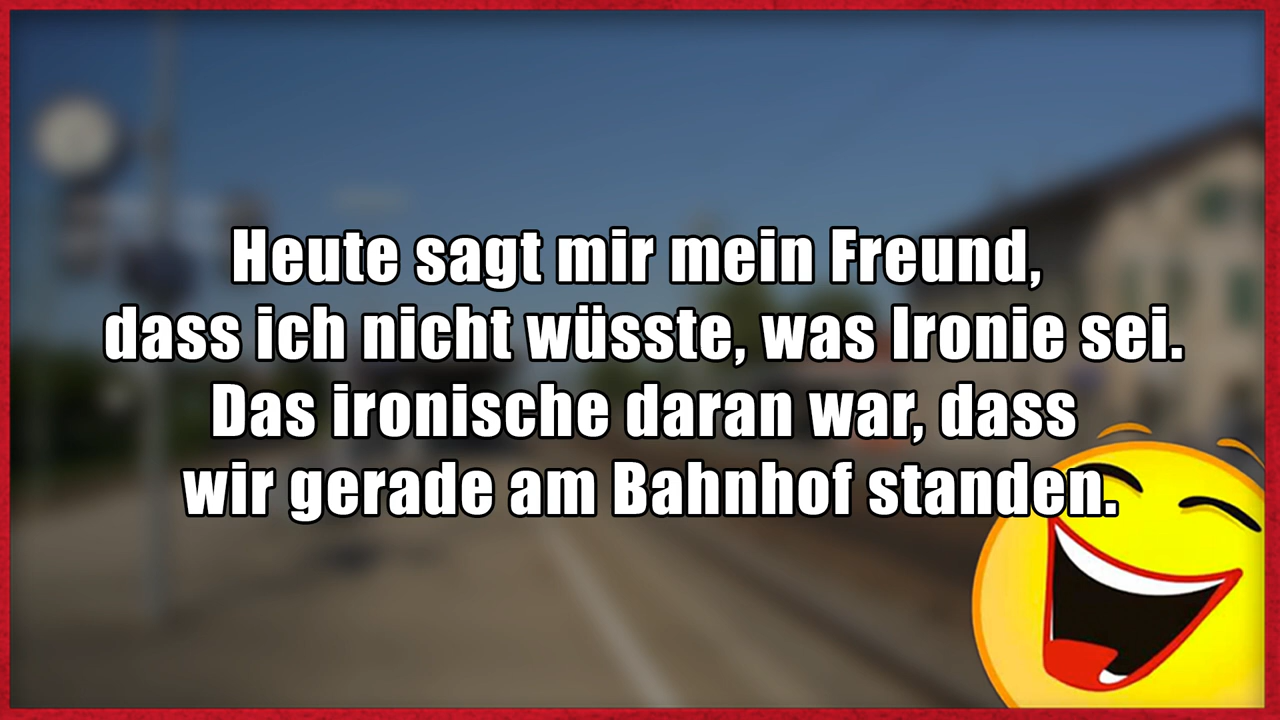 Heute sagt mir mein Freund,
dass ich nicht wüsste, was Ironie sei.
Das ironische daran war, dass
wir gerade am Bahnhof standen.